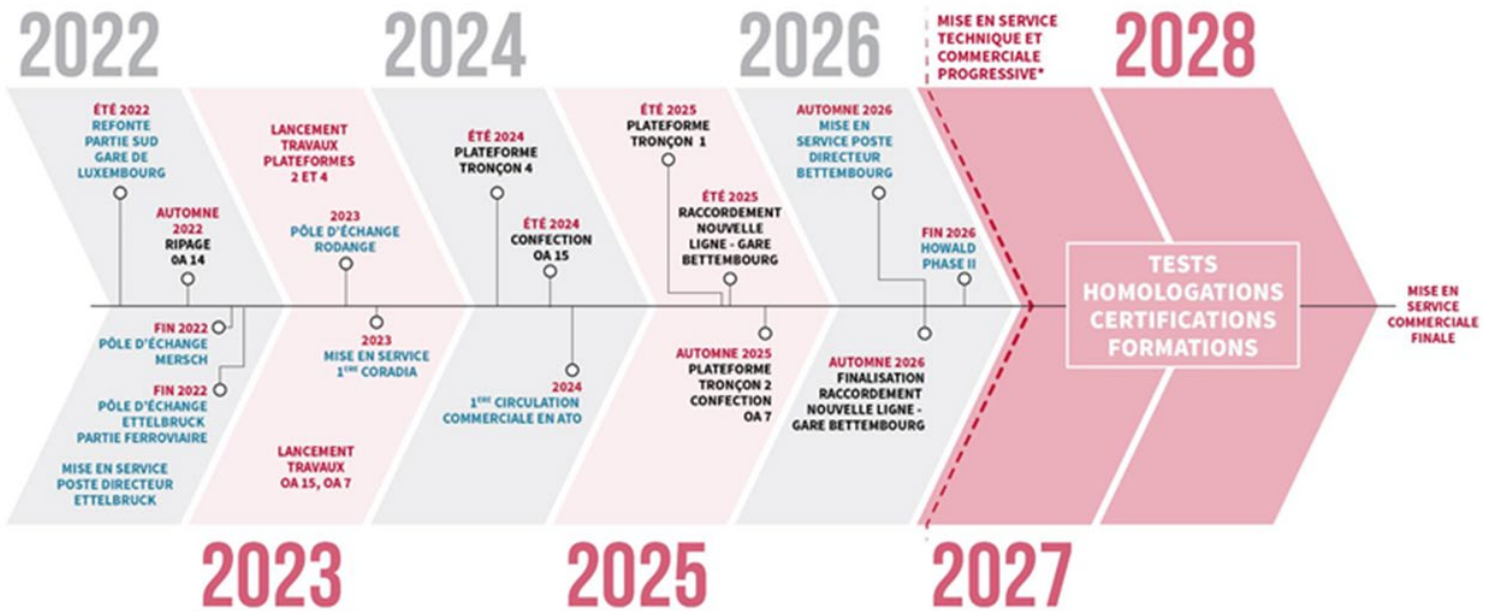 2022
2024
2026
MISE EN SERVICE
TECHNIQUE ET
COMMERCIALE
PROGRESSIVE*
2028
ÉTÉ 2022
REFONTE
PARTIE SUD
GARE DE
LUXEMBOURG
AUTOMNE
2022
RIPAGE
OA 14
FIN 2022
PÔLE D'ÉCHANGE
MERSCH
FIN 2022
PÔLE D'ÉCHANGE
ETTELBRUCK
PARTIE FERROVIAIRE
MISE EN SERVICE
POSTE DIRECTEUR
ETTELBRUCK
LANCEMENT
TRAVAUX
PLATEFORMES
2 ET 4
2023
PÔLE D'ÉCHANGE
RODANGE
2023
MISE EN SERVICE
1ERE CORADIA
LANCEMENT
TRAVAUX
OA 15, OA 7
ÉTÉ 2024
PLATEFORME
TRONÇON 4
ÉTÉ 2024
CONFECTION
OA 15
2024
1ERE CIRCULATION
COMMERCIALE EN ATO
ÉTÉ 2025
PLATEFORME
TRONÇON 1
ÉTÉ 2025
RACCORDEMENT
NOUVELLE
LIGNE - GARE
BETTEMBOURG
AUTOMNE 2025
PLATEFORME
TRONÇON 2
CONFECTION
OA 7
AUTOMNE 2026
MISE EN
SERVICE POSTE
DIRECTEUR
BETTEMBOURG
FIN 2026
HOWALD
PHASE II
AUTOMNE 2026
FINALISATION
RACCORDEMENT
NOUVELLE LIGNE -
GARE BETTEMBOURG
TESTS
HOMOLOGATIONS
CERTIFICATIONS
FORMATIONS
MISE EN
SERVICE
COMMERCIALE
FINALE
2023
2025
2027